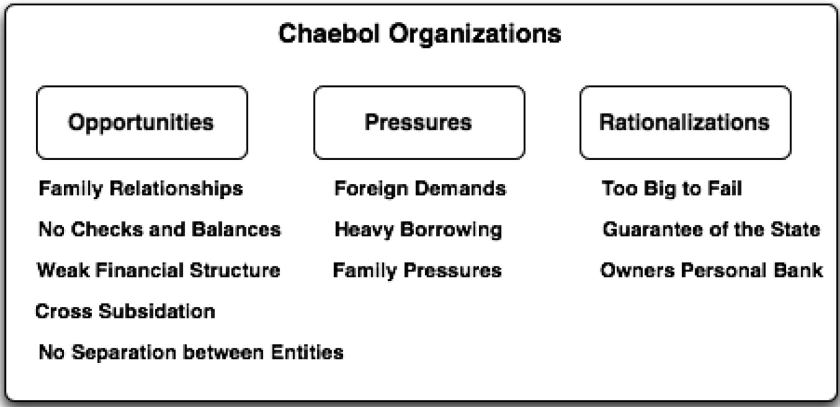 Chaebol Organizations
Opportunities
Family Relationships
No Checks and Balances
Weak Financial Structure
Cross Subsidation
No Separation between Entities
Pressures
Foreign Demands
Heavy Borrowing
Family Pressures
Rationalizations
Too Big to Fail
Guarantee of the State
Owners Personal Bank